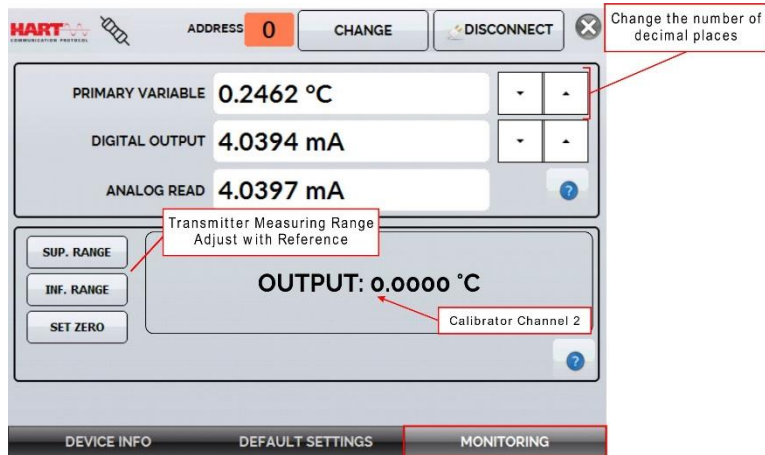 HART
COMMUNICATION PROTOCOL
ADDRESS 0 CHANGE DISCONNECT
Change the number of
decimal places
PRIMARY VARIABLE 0.2462 °C
DIGITAL OUTPUT 4.0394 mA
ANALOG READ 4.0397 mA
?
Transmitter Measuring Range
Adjust with Reference
SUP. RANGE
INF. RANGE
SET ZERO
OUTPUT: 0.0000 °C
Calibrator Channel 2
?
DEVICE INFO DEFAULT SETTINGS MONITORING